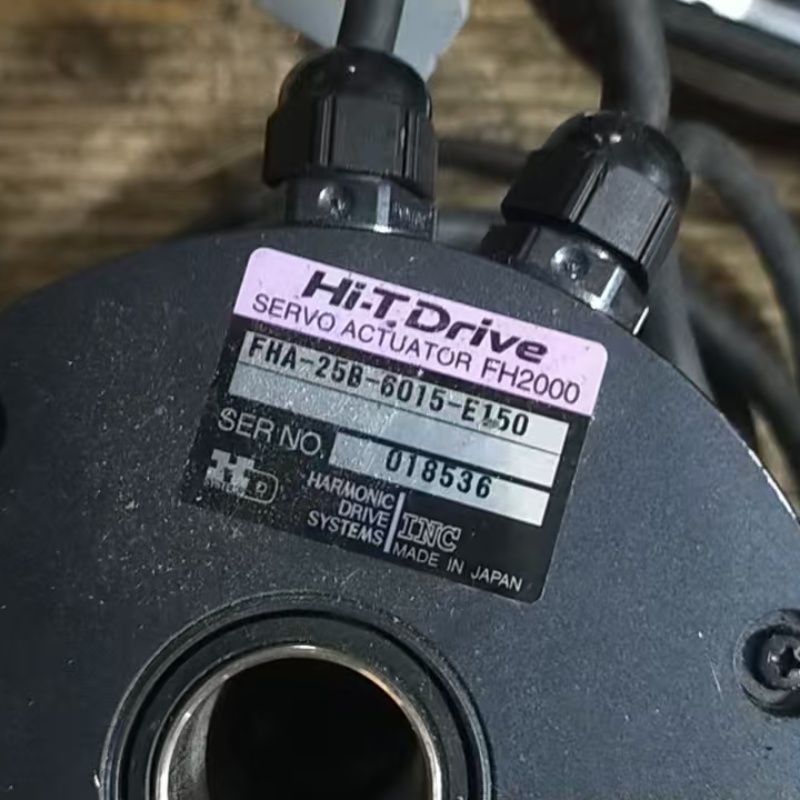 Hi-T Drive
SERVO ACTUATOR FH2000
FHA-25B-6015-E150
SER NO. 018536
HD
HARMONIC
DRIVE
SYSTEMS INC
MADE IN JAPAN